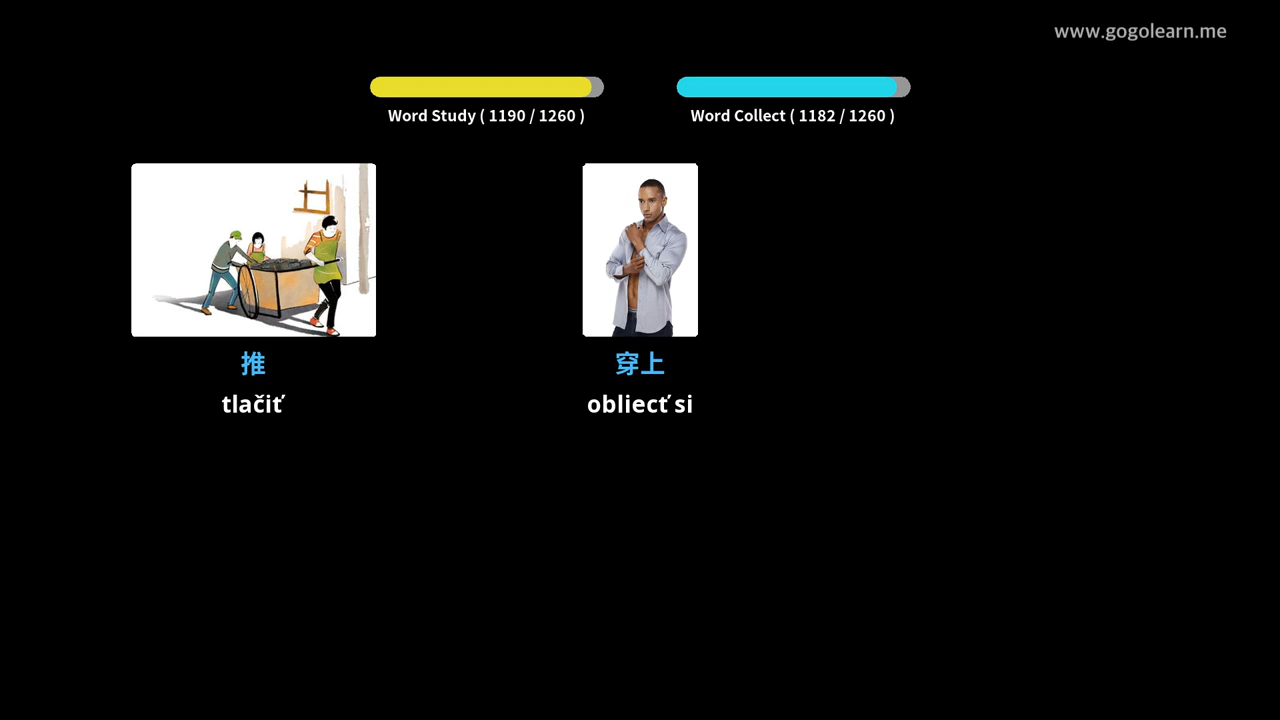 www.gogolearn.me
Word Study ( 1190 / 1260 )
Word Collect ( 1182 / 1260 )
推
穿上
tlačiť
obliecť si